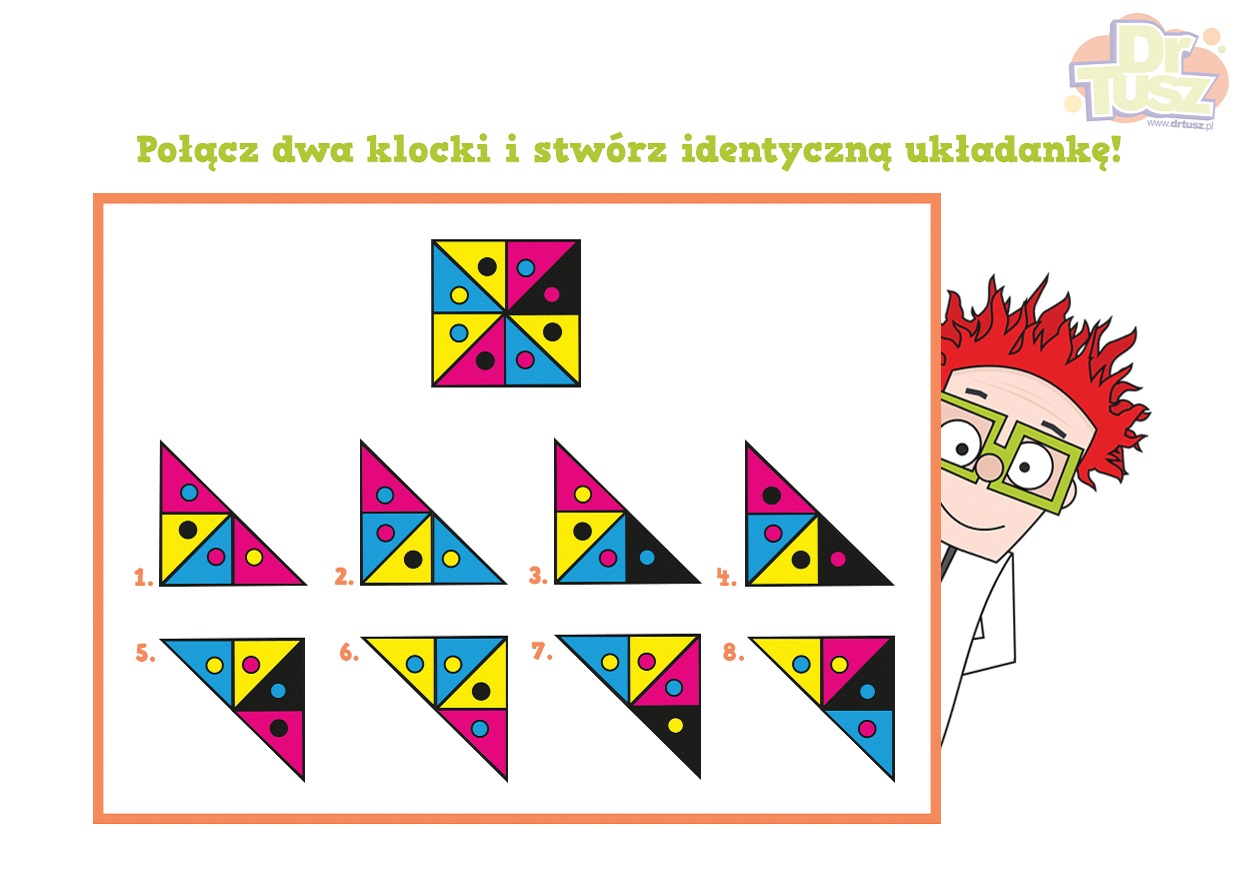 Dr
Tusz
www.drtusz.pl
Połącz dwa klocki i stwórz identyczną układankę!
1.
2.
3.
4.
5.
6.
7.
8.